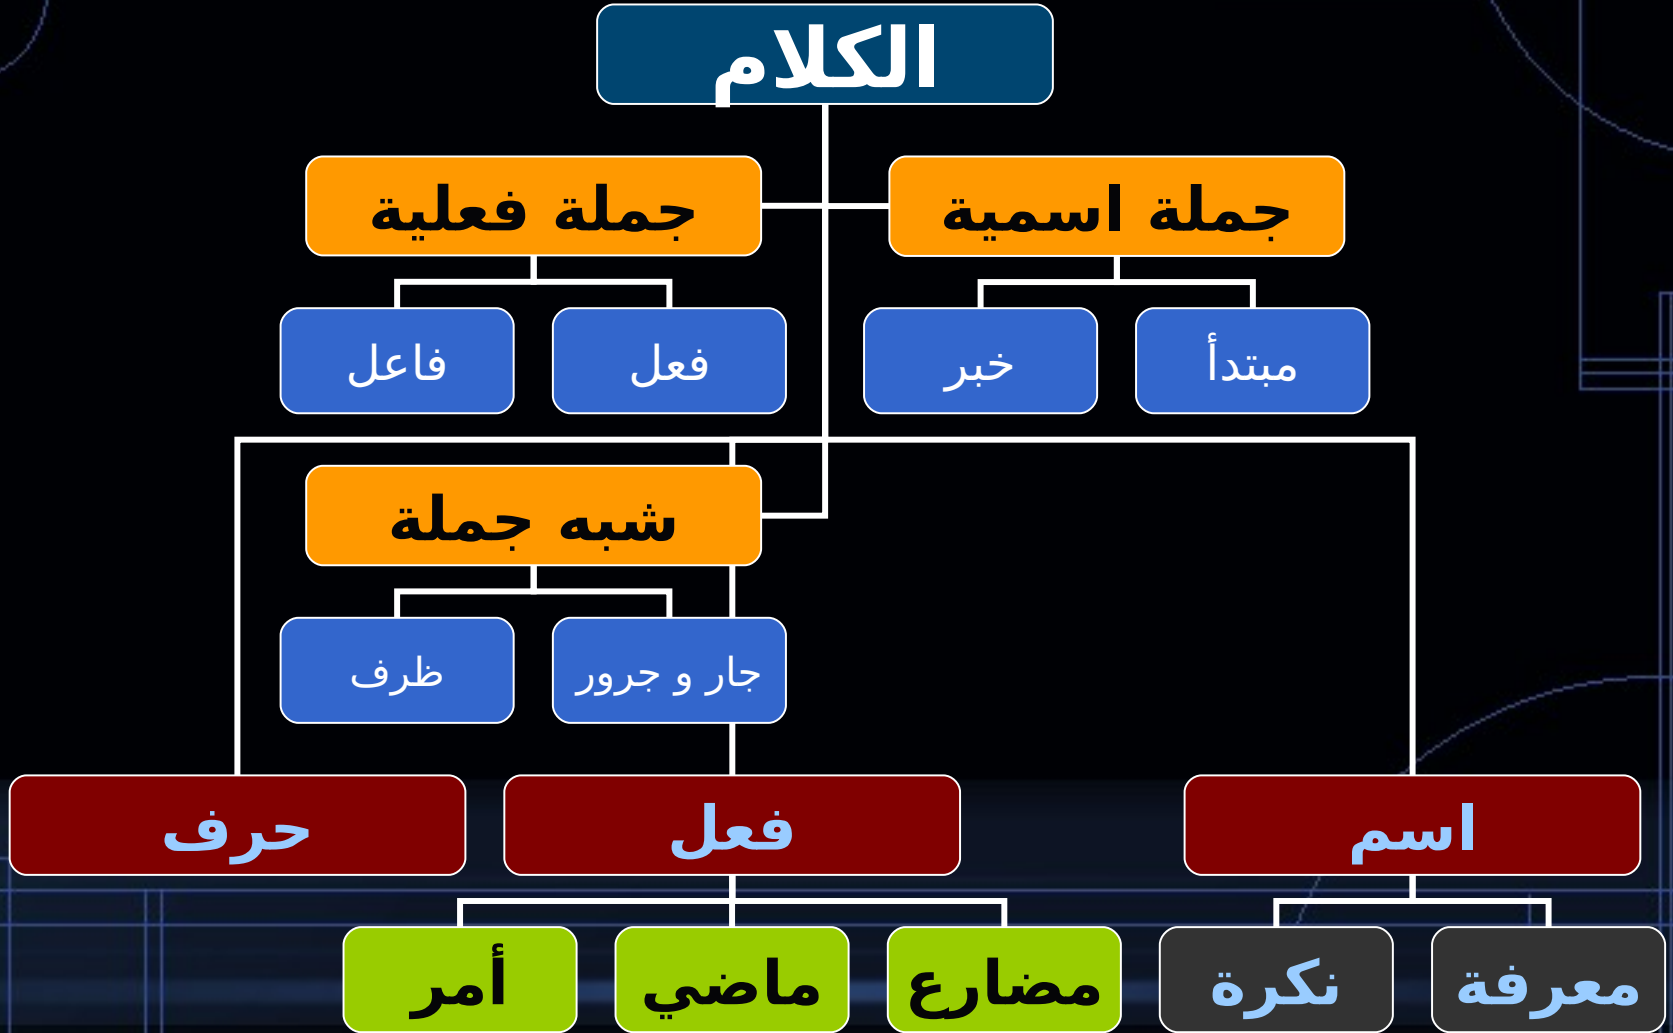 الكلام
جملة اسمية
جملة فعلية
مبتدأ
خبر
فعل
فاعل
شبه جملة
جار و جرور
ظرف
اسم
فعل
حرف
معرفة
نكرة
مضارع
ماضي
أمر